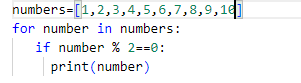 numbers=[1,2,3,4,5,6,7,8,9,10]
for number in numbers:
   if number % 2==0:
     print(number)